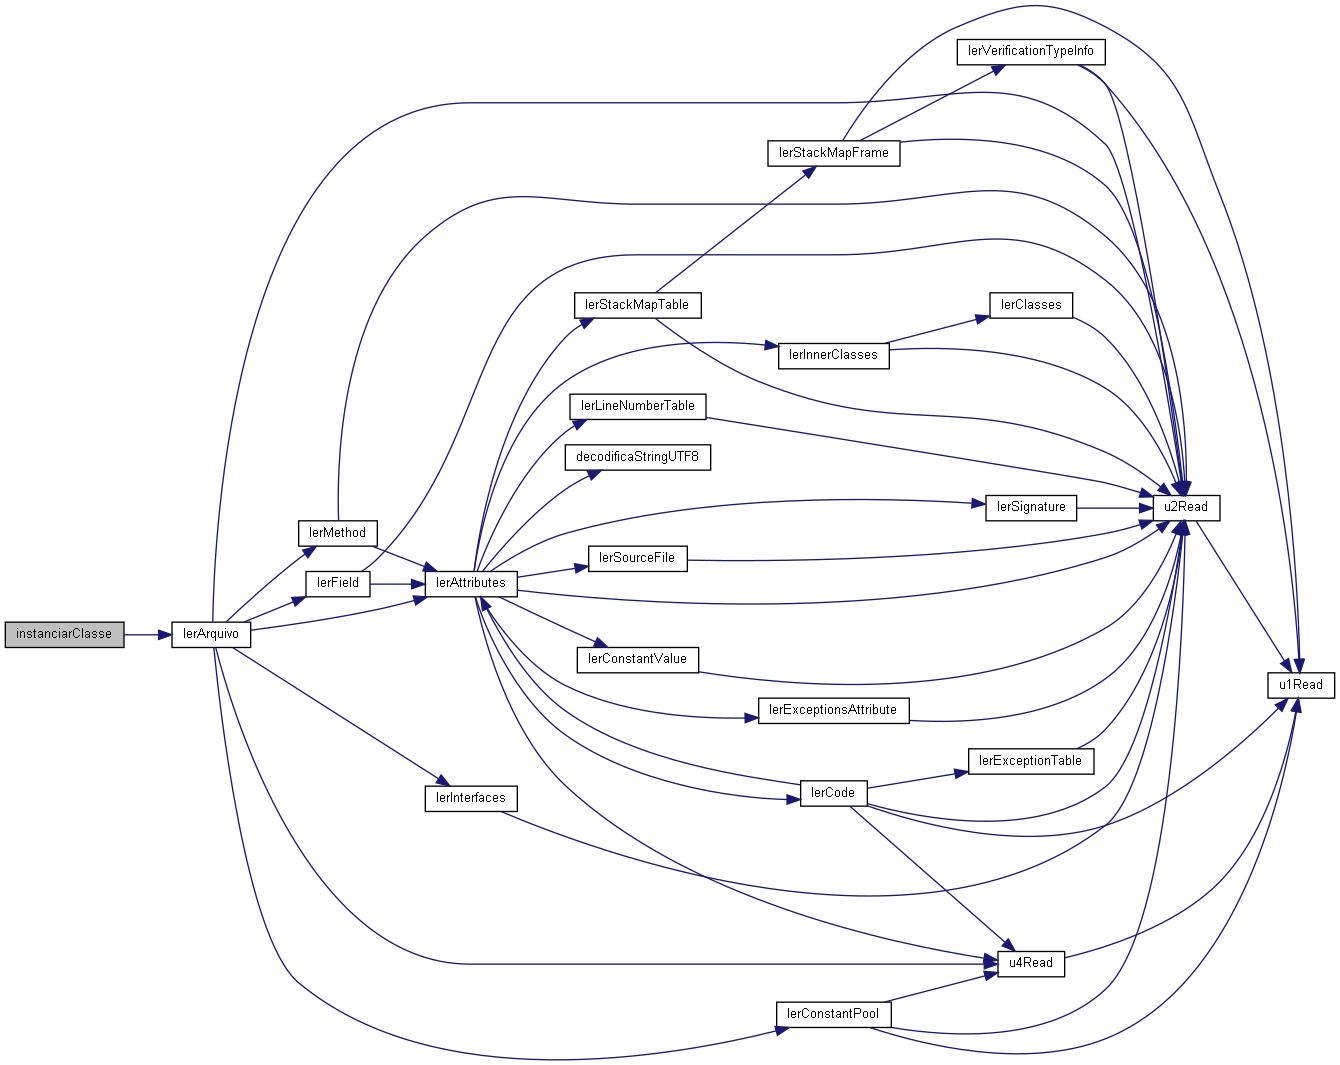 lerVerificationTypeInfo
lerStackMapFrame
lerStackMapTable
lerClasses
lerInnerClasses
lerLineNumberTable
decodificaStringUTF8
lerSignature
u2Read
lerMethod
lerSourceFile
lerField
lerAttributes
instanciarClasse
lerArquivo
lerConstantValue
u1Read
lerExceptionsAttribute
lerExceptionTable
lerInterfaces
lerCode
u4Read
lerConstantPool